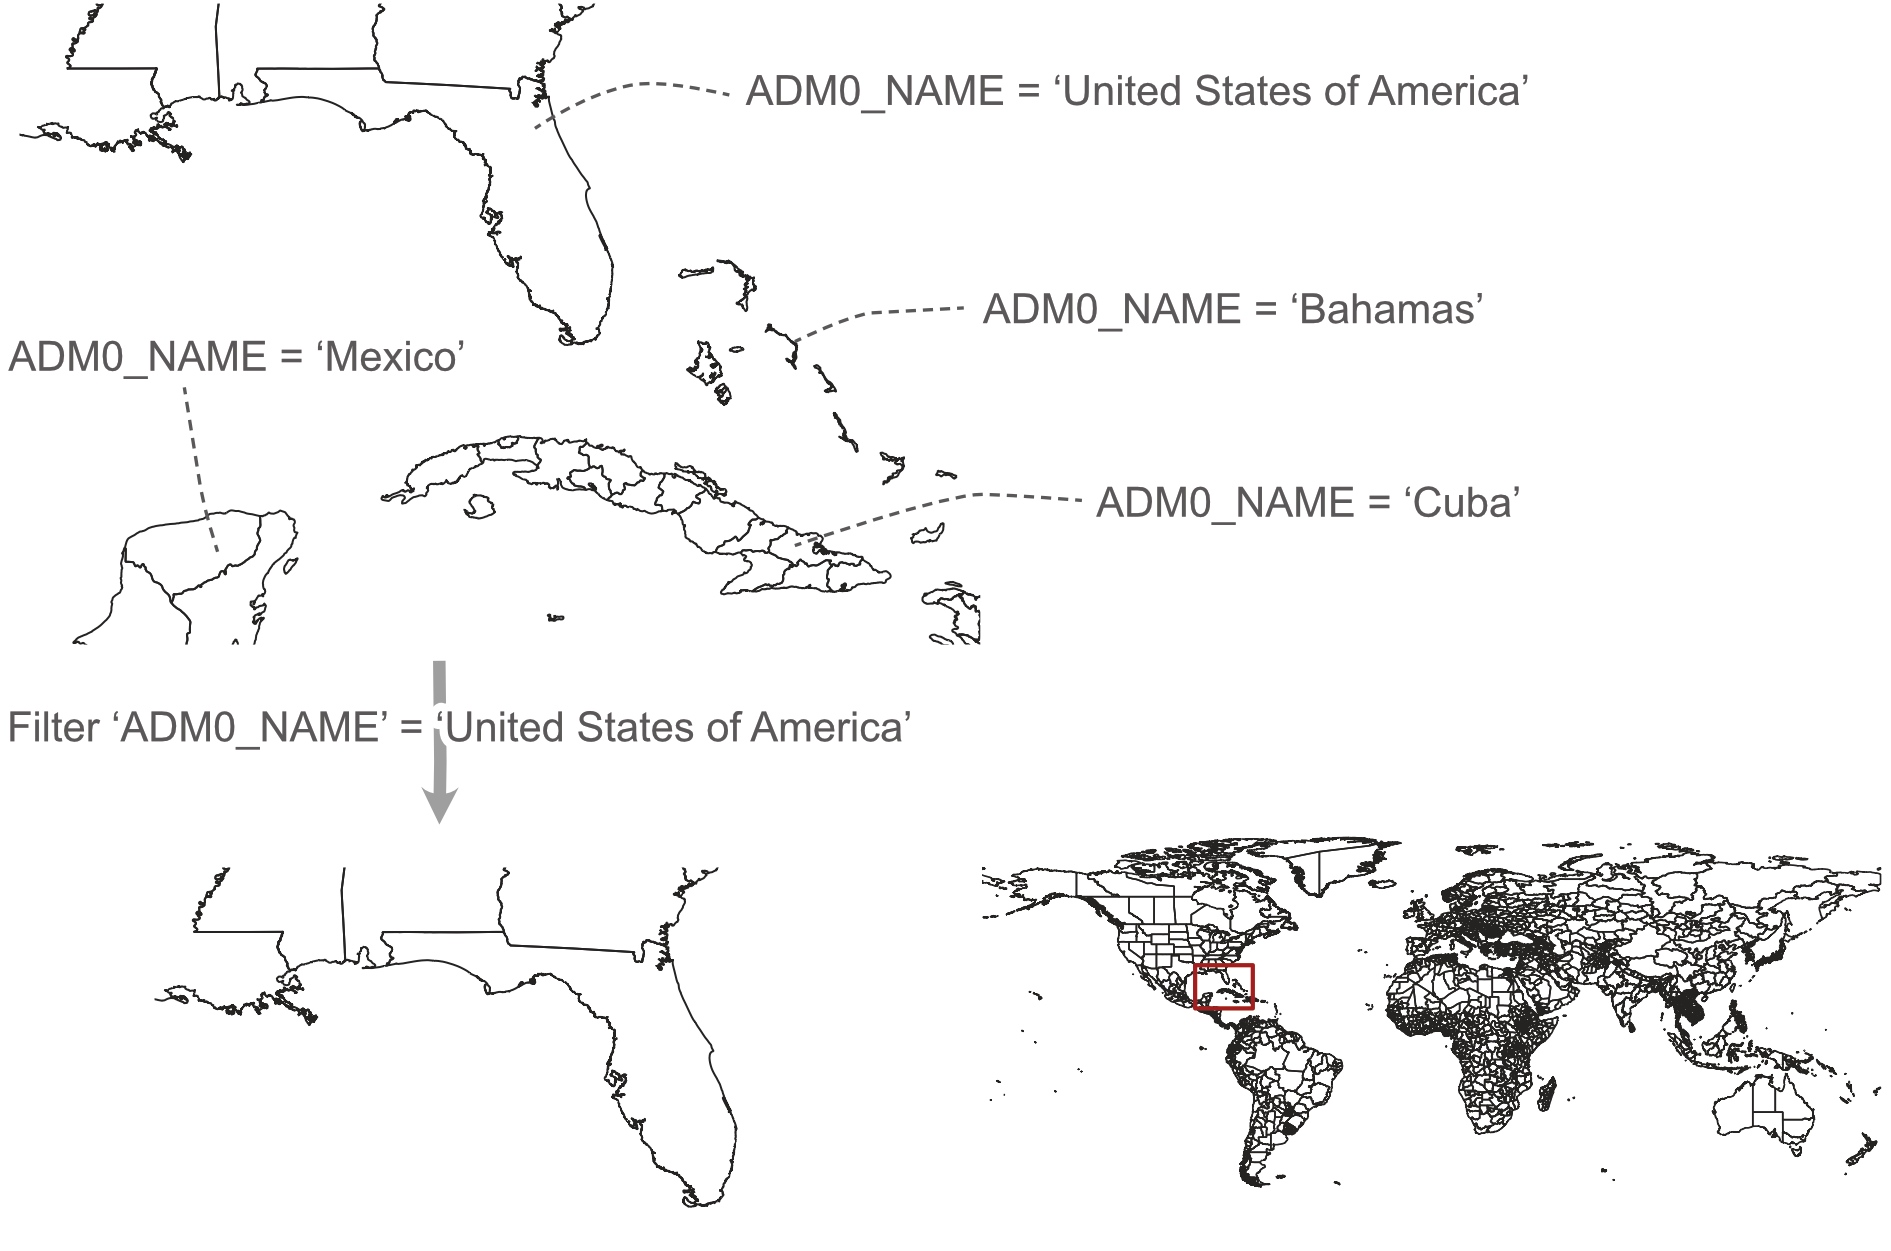 ADM0_NAME = ‘United States of America’
ADM0_NAME = ‘Bahamas’
ADM0_NAME = ‘Mexico’
ADM0_NAME = ‘Cuba’
Filter ‘ADM0_NAME’ = ‘United States of America’